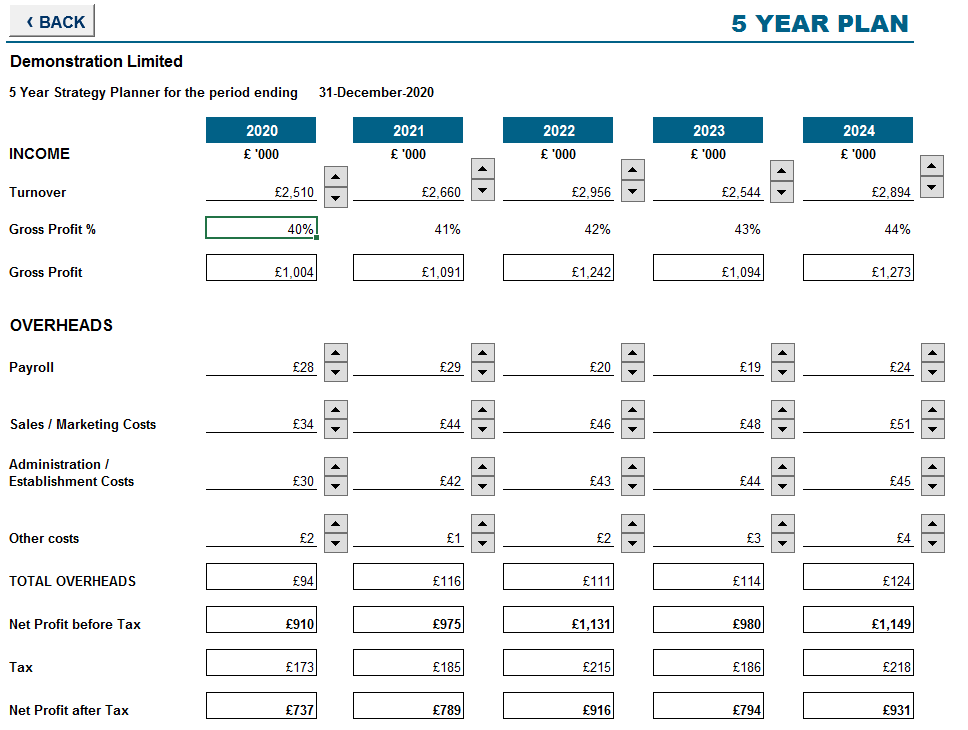 ‹ BACK
5 YEAR PLAN
Demonstration Limited
5 Year Strategy Planner for the period ending 31-December-2020
2020 2021 2022 2023 2024
INCOME £ '000 £ '000 £ '000 £ '000 £ '000
Turnover £2,510 £2,660 £2,956 £2,544 £2,894
Gross Profit % 40% 41% 42% 43% 44%
Gross Profit £1,004 £1,091 £1,242 £1,094 £1,273
OVERHEADS
Payroll £28 £29 £20 £19 £24
Sales / Marketing Costs £34 £44 £46 £48 £51
Administration /
Establishment Costs £30 £42 £43 £44 £45
Other costs £2 £1 £2 £3 £4
TOTAL OVERHEADS £94 £116 £111 £114 £124
Net Profit before Tax £910 £975 £1,131 £980 £1,149
Tax £173 £185 £215 £186 £218
Net Profit after Tax £737 £789 £916 £794 £931